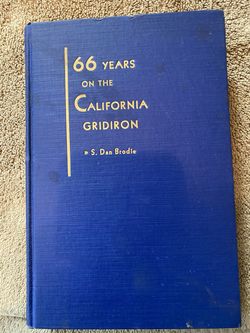 66 YEARS
ON THE
CALIFORNIA
GRIDIRON
» S. Dan Brodie